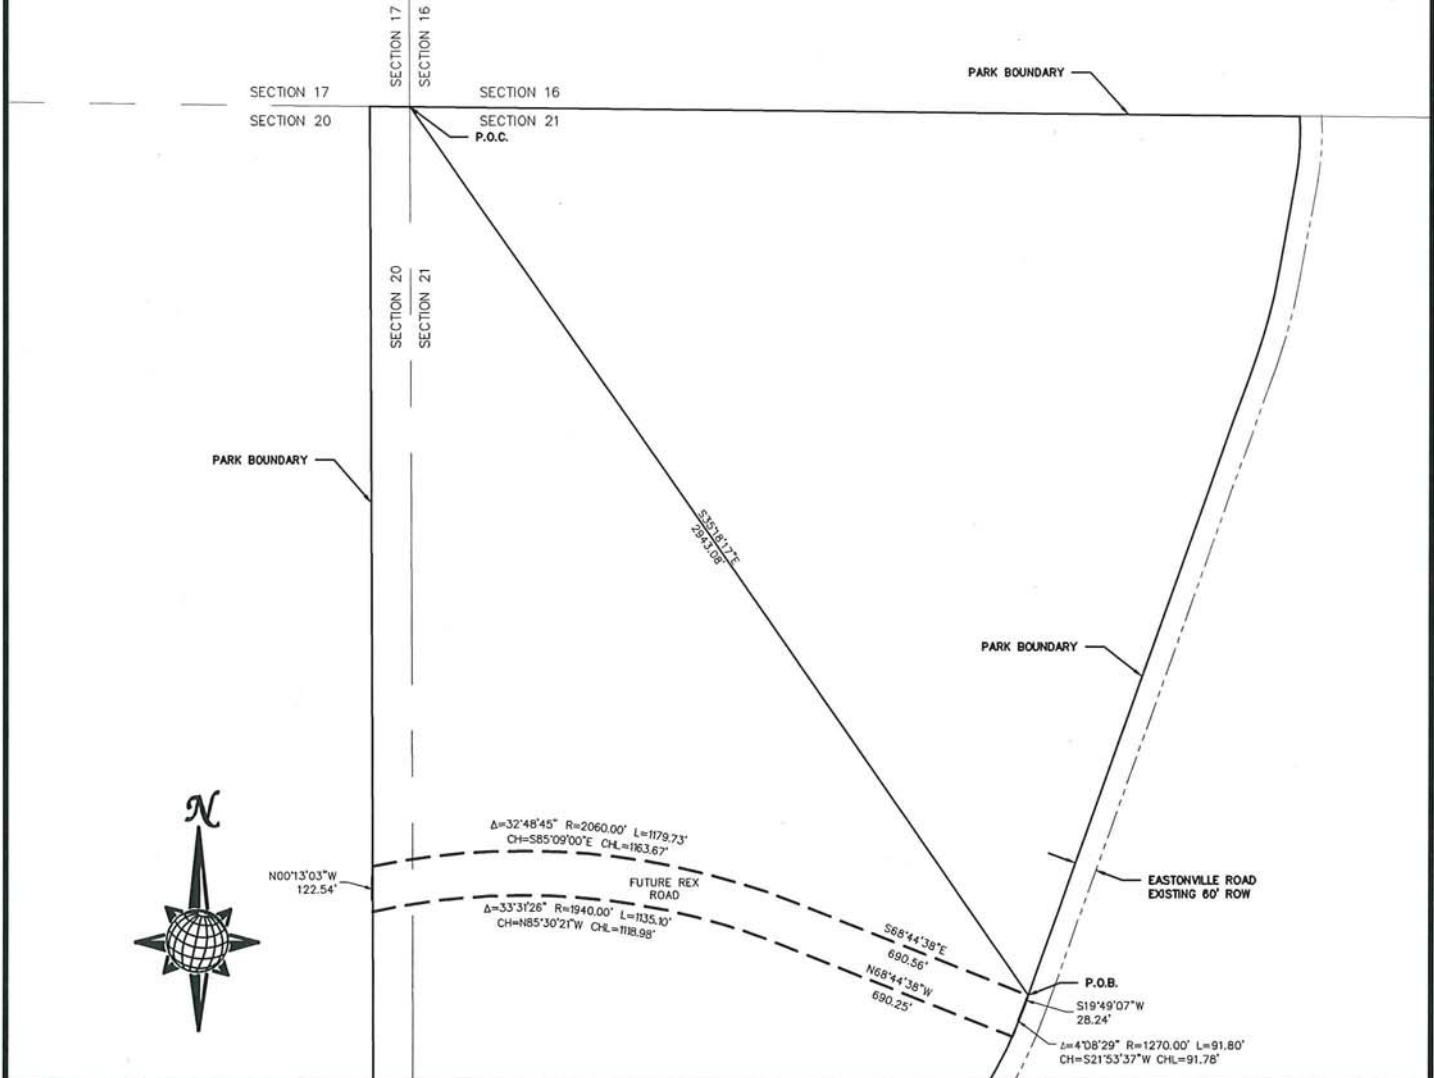 SECTION 17
SECTION 16
PARK BOUNDARY
SECTION 17
SECTION 16
SECTION 20
SECTION 21
P.O.C.
SECTION 20
SECTION 21
PARK BOUNDARY
S35°18'17"E
2943.08'
PARK BOUNDARY
N
Δ=32°48'45" R=2060.00' L=1179.73'
CH=S85°09'00"E CHL=1163.67'
N00°13'03"W
122.54'
FUTURE REX
ROAD
EASTONVILLE ROAD
EXISTING 60' ROW
Δ=33°31'26" R=1940.00' L=1135.10'
CH=N85°30'21"W CHL=1118.98'
S68°44'38"E
690.56'
N68°44'38"W
690.25'
P.O.B.
S19°49'07"W
28.24'
Δ=4°08'29" R=1270.00' L=91.80'
CH=S21°53'37"W CHL=91.78'